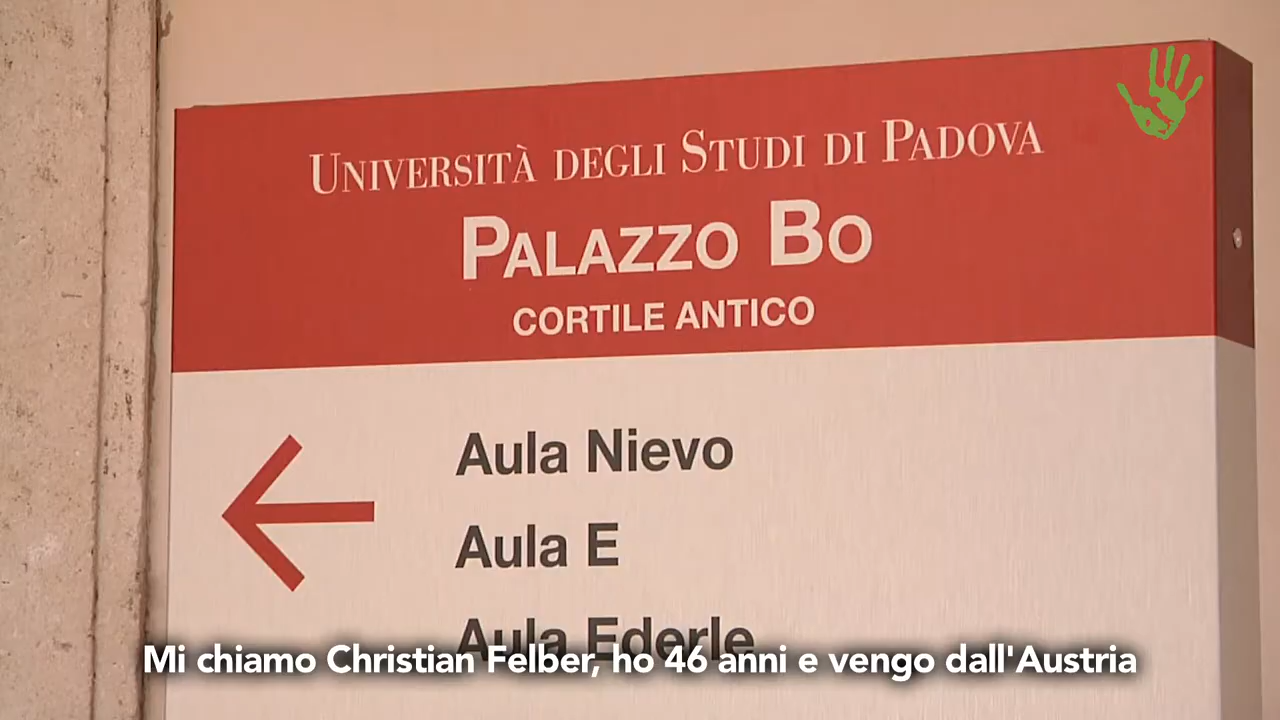 UNIVERSITÀ DEGLI STUDI DI PADOVA
PALAZZO BO
CORTILE ANTICO
Aula Nievo
Aula E
Aula Ederle
Mi chiamo Christian Felber, ho 46 anni e vengo dall'Austria